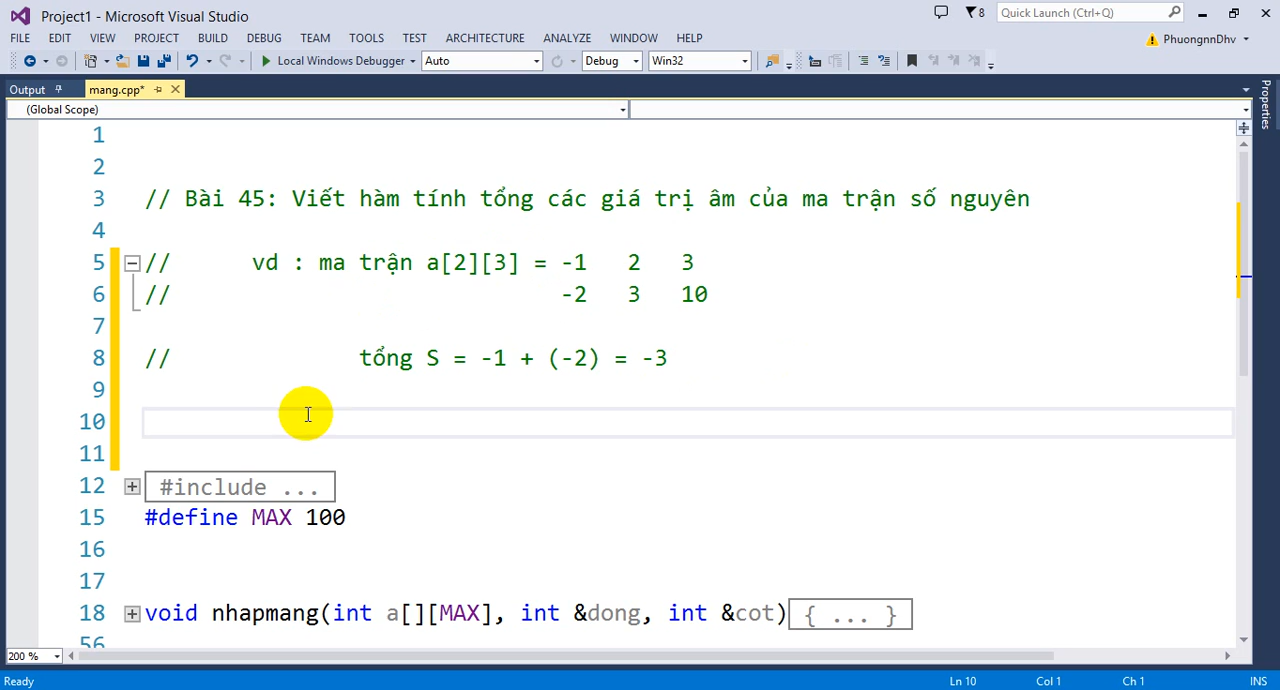 Project1 - Microsoft Visual Studio
8
Quick Launch (Ctrl+Q)
FILE EDIT VIEW PROJECT BUILD DEBUG TEAM TOOLS TEST ARCHITECTURE ANALYZE WINDOW HELP
PhuongnnDhv
Local Windows Debugger Auto Debug Win32
Output mang.cpp*
Properties
(Global Scope)
1
2
3 // Bài 45: Viết hàm tính tổng các giá trị âm của ma trận số nguyên
4
5 // vd : ma trận a[2][3] = -1 2 3
6 // -2 3 10
7
8 // tổng S = -1 + (-2) = -3
9
10
11
12 #include ...
15 #define MAX 100
16
17
18 void nhapmang(int a[][MAX], int &dong, int &cot){ ... }
56
200 %
Ready Ln 10 Col 1 Ch 1 INS